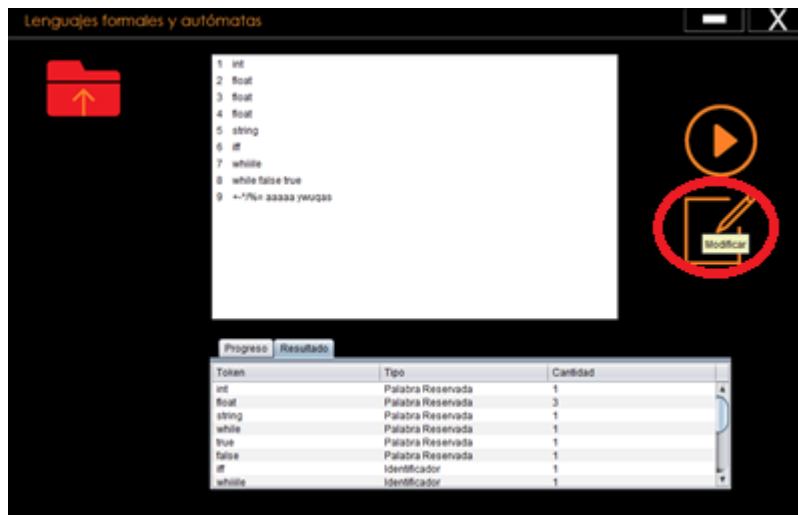 Lenguajes formales y autómatas
1 int
2 float
3 float
4 float
5 string
6 iff
7 whiiile
8 while false true
9 +-*/%= aaaaa ywuqas
Modificar
Progreso Resultado
Token Tipo Cantidad
int Palabra Reservada 1
float Palabra Reservada 3
string Palabra Reservada 1
while Palabra Reservada 1
true Palabra Reservada 1
false Palabra Reservada 1
iff Identificador 1
whiiile Identificador 1